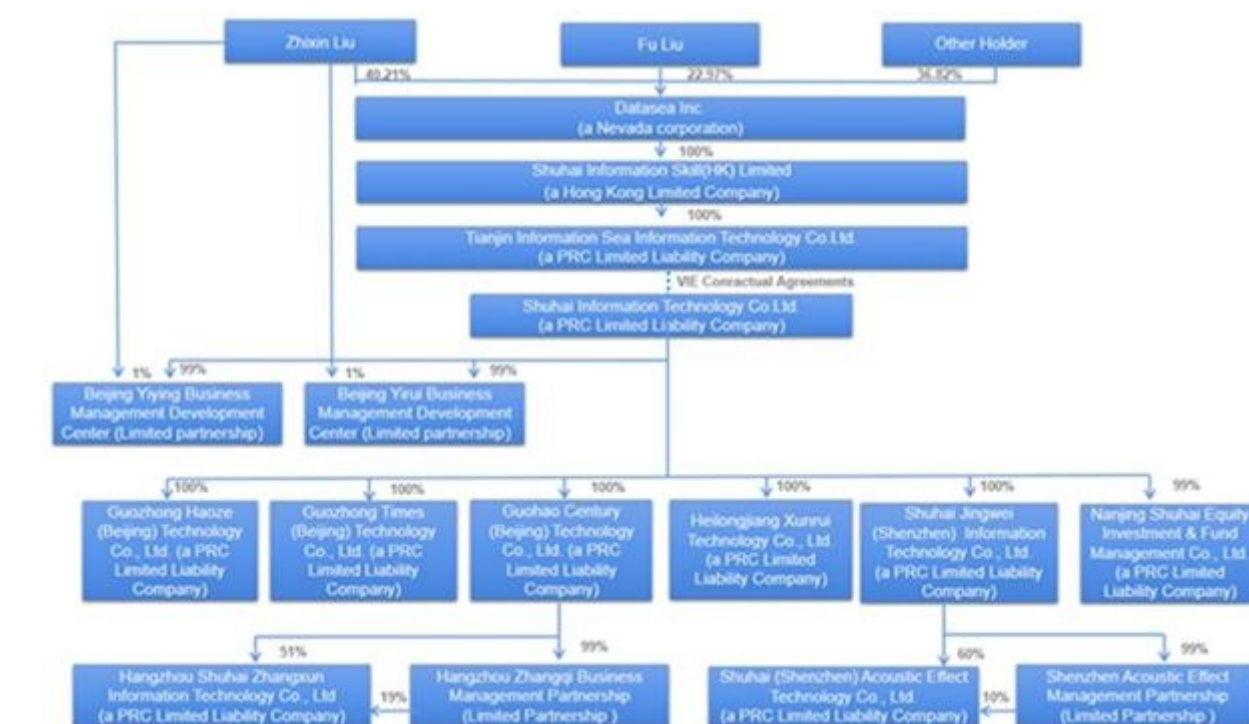 Zhixin Liu
Fu Liu
Other Holder
40.21%
22.97%
36.82%
Datasea Inc.
(a Nevada corporation)
100%
Shuhai Information Skill(HK) Limited
(a Hong Kong Limited Company)
100%
Tianjin Information Sea Information Technology Co.Ltd.
(a PRC Limited Liability Company)
VIE Conractual Agreements
Shuhai Information Technology Co.Ltd.
(a PRC Limited Liability Company)
1%
99%
1%
99%
Beijing Yiying Business
Management Development
Center (Limited partnership)
Beijing Yirui Business
Management Development
Center (Limited partnership)
100%
100%
100%
100%
100%
99%
Guozhong Haoze
(Beijing) Technology
Co., Ltd. (a PRC
Limited Liability
Company)
Guozhong Times
(Beijing) Technology
Co., Ltd. (a PRC
Limited Liability
Company)
Guohao Century
(Beijing) Technology
Co., Ltd. (a PRC
Limited Liability
Company)
Heilongjiang Xunrui
Technology Co., Ltd.
(a PRC Limited
Liability Company)
Shuhai Jingwei
(Shenzhen) Information
Technology Co., Ltd.
(a PRC Limited Liability
Company)
Nanjing Shuhai Equity
Investment & Fund
Management Co., Ltd.
(a PRC Limited
Liability Company)
51%
99%
60%
99%
Hangzhou Shuhai Zhangxun
Information Technology Co., Ltd
(a PRC Limited Liability Company)
19%
Hangzhou Zhangqi Business
Management Partnership
(Limited Partnership )
Shuhai (Shenzhen) Acoustic Effect
Technology Co., Ltd.
(a PRC Limited Liability Company)
10%
Shenzhen Acoustic Effect
Management Partnership
(Limited Partnership )